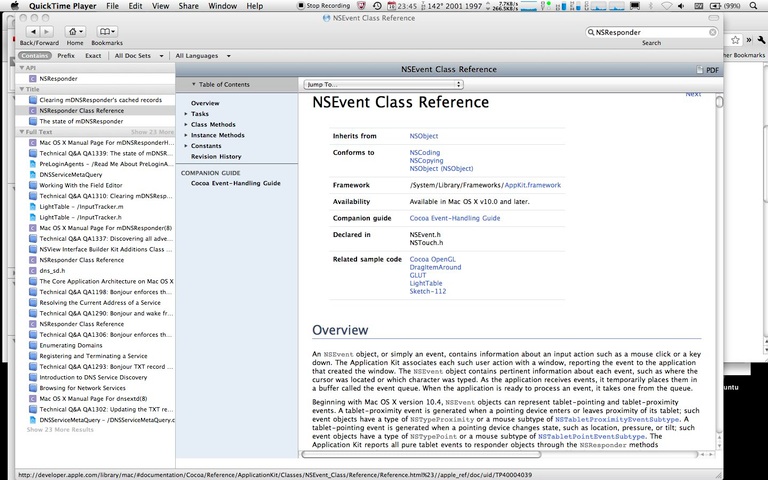 QuickTime Player File Edit View Share Window Help
Stop Recording 23:45 142° 2001 1997 7.7KB/s 266.5KB/s 99%
NSEvent Class Reference
Back/Forward Home Bookmarks
NSResponder
Search
Contains Prefix Exact All Doc Sets All Languages
API
NSResponder
Title
Clearing mDNSResponder's cached records
NSResponder Class Reference
The state of mDNSResponder
Full Text Show 23 More
Mac OS X Manual Page For mDNSResponderH...
Technical Q&A QA1339: The state of mDNSR...
PreLoginAgents - /Read Me About PreLoginA...
DNSServiceMetaQuery
Working With the Field Editor
Technical Q&A QA1310: Clearing mDNSResp...
LightTable - /InputTracker.m
LightTable - /InputTracker.h
Mac OS X Manual Page For mDNSResponder(8)
Technical Q&A QA1337: Discovering all adve...
NSView Interface Builder Kit Additions Class ...
NSResponder Class Reference
dns_sd.h
The Core Application Architecture on Mac OS X
Technical Q&A QA1198: Bonjour enforces th...
Resolving the Current Address of a Service
Technical Q&A QA1290: Bonjour and wake fr...
NSResponder Class Reference
Technical Q&A QA1306: Bonjour enforces th...
Enumerating Domains
Registering and Terminating a Service
Technical Q&A QA1293: Bonjour TXT record ...
Introduction to DNS Service Discovery
Browsing for Network Services
Mac OS X Manual Page For dnsextd(8)
Technical Q&A QA1302: Updating the TXT re...
DNSServiceMetaQuery - /DNSServiceMetaQu...
Show 23 More Results
NSEvent Class Reference
PDF
Table of Contents
Jump To...
Overview
Tasks
Class Methods
Instance Methods
Constants
Revision History
COMPANION GUIDE
Cocoa Event-Handling Guide
Next
NSEvent Class Reference
Inherits from NSObject
Conforms to NSCoding
NSCopying
NSObject (NSObject)
Framework /System/Library/Frameworks/AppKit.framework
Availability Available in Mac OS X v10.0 and later.
Companion guide Cocoa Event-Handling Guide
Declared in NSEvent.h
NSTouch.h
Related sample code Cocoa OpenGL
DragItemAround
GLUT
LightTable
Sketch-112
Overview
An NSEvent object, or simply an event, contains information about an input action such as a mouse click or a key
down. The Application Kit associates each such user action with a window, reporting the event to the application
that created the window. The NSEvent object contains pertinent information about each event, such as where the
cursor was located or which character was typed. As the application receives events, it temporarily places them in
a buffer called the event queue. When the application is ready to process an event, it takes one from the queue.
Beginning with Mac OS X version 10.4, NSEvent objects can represent tablet-pointing and tablet-proximity
events. A tablet-proximity event is generated when a pointing device enters or leaves proximity of its tablet; such
event objects have a type of NSTypeProximity or a mouse subtype of NSTabletProximityEventSubtype. A
tablet-pointing event is generated when a pointing device changes state, such as location, pressure, or tilt; such
event objects have a type of NSTypePoint or a mouse subtype of NSTabletPointEventSubtype. The
Application Kit reports all pure tablet events to responder objects through the NSResponder methods
http://developer.apple.com/library/mac/#documentation/Cocoa/Reference/ApplicationKit/Classes/NSEvent_Class/Reference/Reference.html%23//apple_ref/doc/uid/TP40004039
her Bookmarks
untu